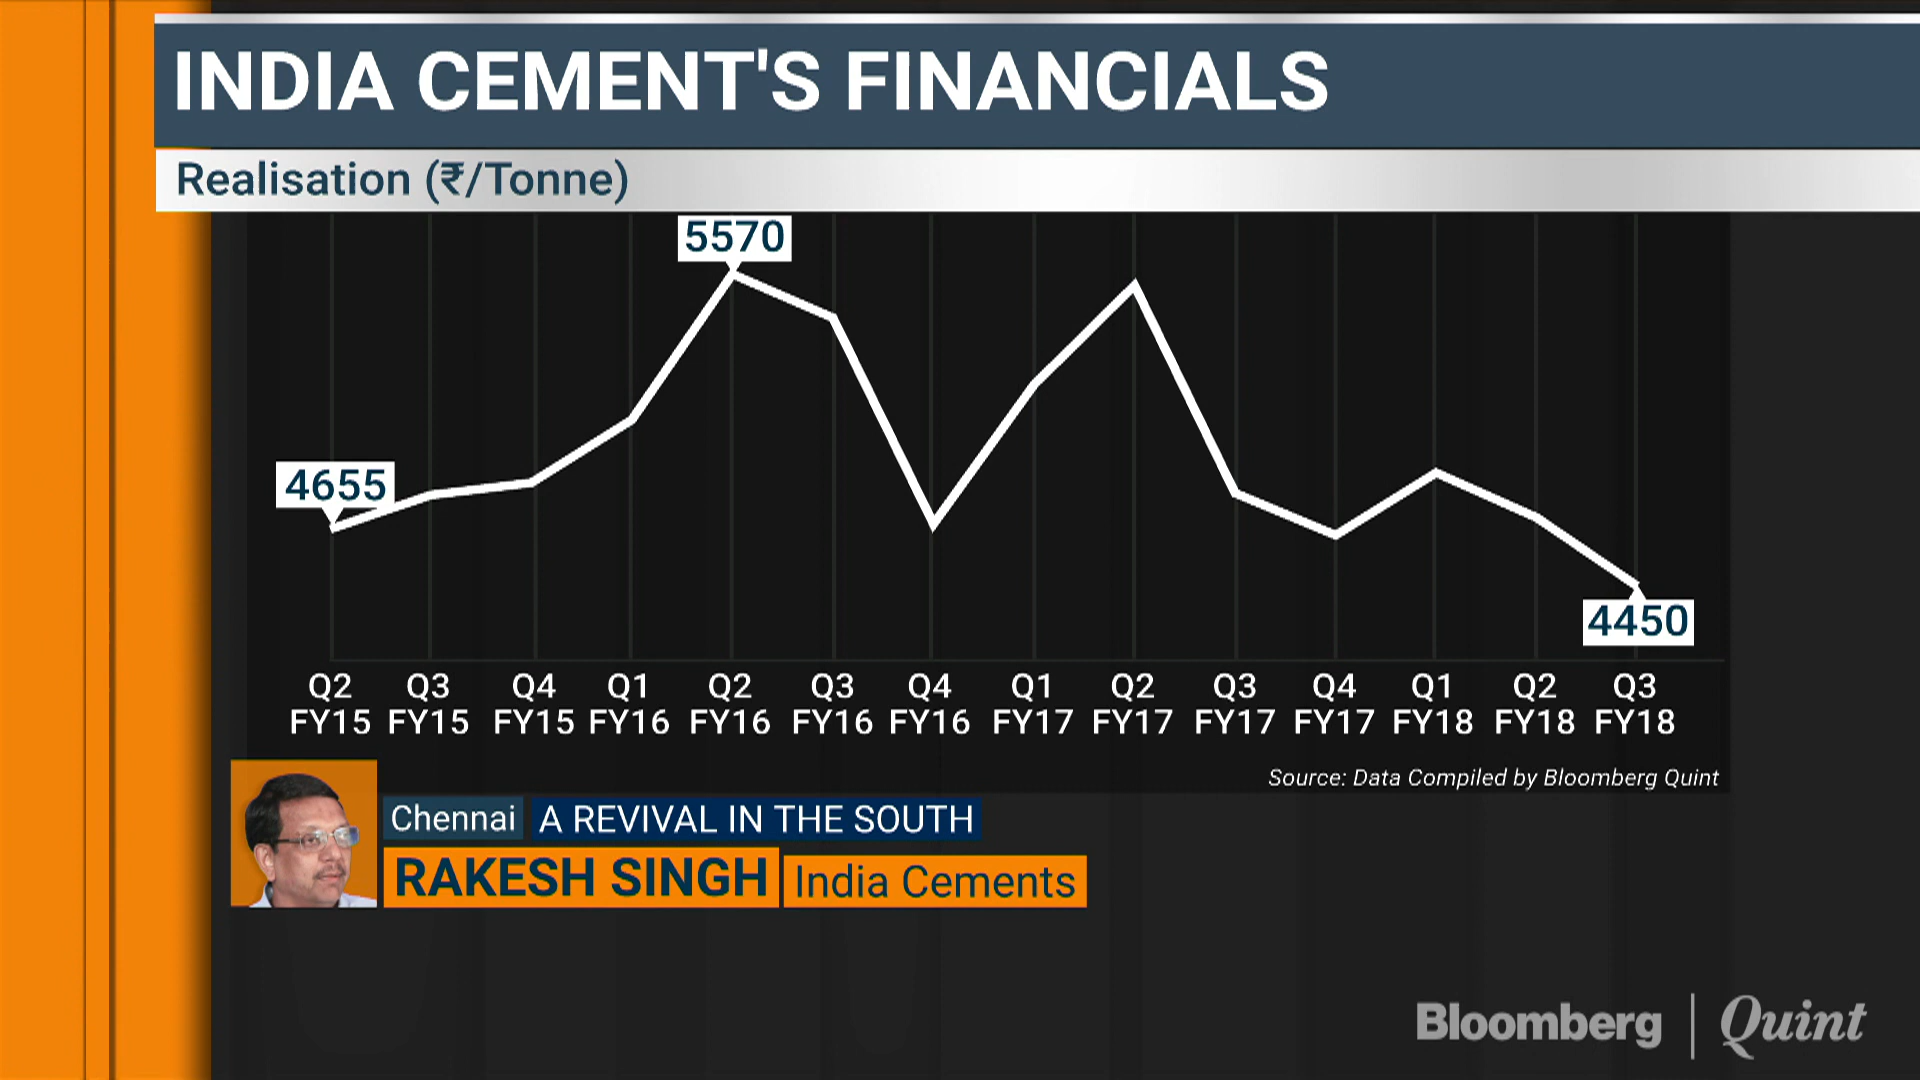 INDIA CEMENT'S FINANCIALS
Realisation (₹/Tonne)
5570
4655
4450
Q2 Q3 Q4 Q1 Q2 Q3 Q4 Q1 Q2 Q3 Q4 Q1 Q2 Q3
FY15 FY15 FY15 FY16 FY16 FY16 FY16 FY17 FY17 FY17 FY17 FY18 FY18 FY18
Source: Data Compiled by Bloomberg Quint
Chennai A REVIVAL IN THE SOUTH
RAKESH SINGH India Cements
Bloomberg | Quint